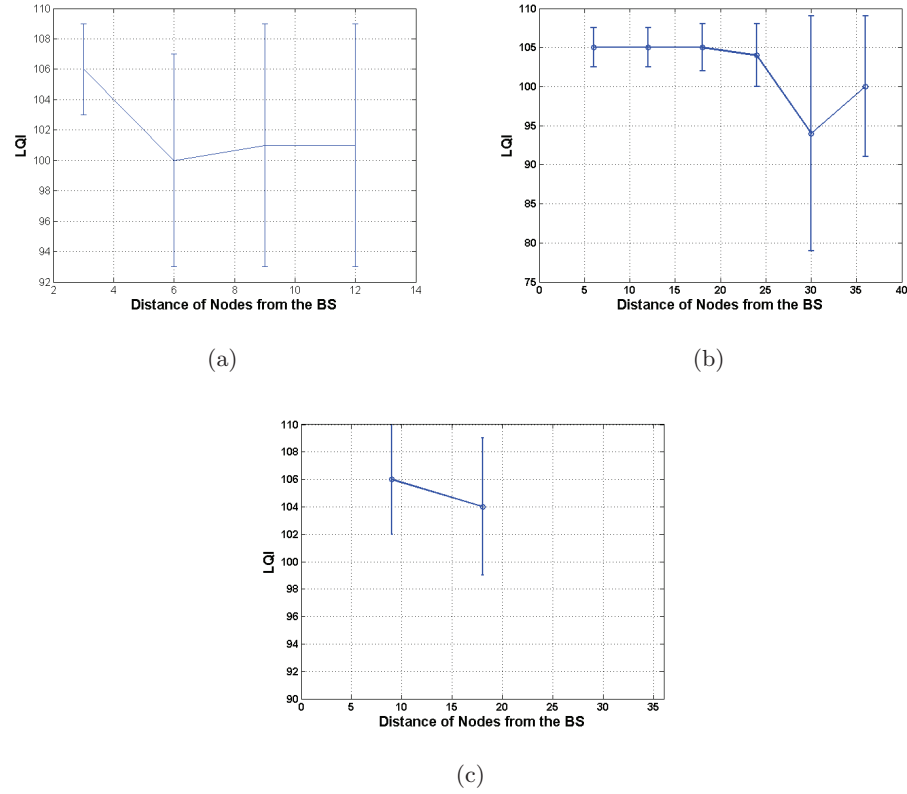 110
108
106
104
102
100
98
96
94
92
LQI
2 4 6 8 10 12 14
Distance of Nodes from the BS
(a)
110
105
100
95
90
85
80
75
LQI
0 5 10 15 20 25 30 35 40
Distance of Nodes from the BS
(b)
110
108
106
104
102
100
98
96
94
92
90
LQI
0 5 10 15 20 25 30 35
Distance of Nodes from the BS
(c)